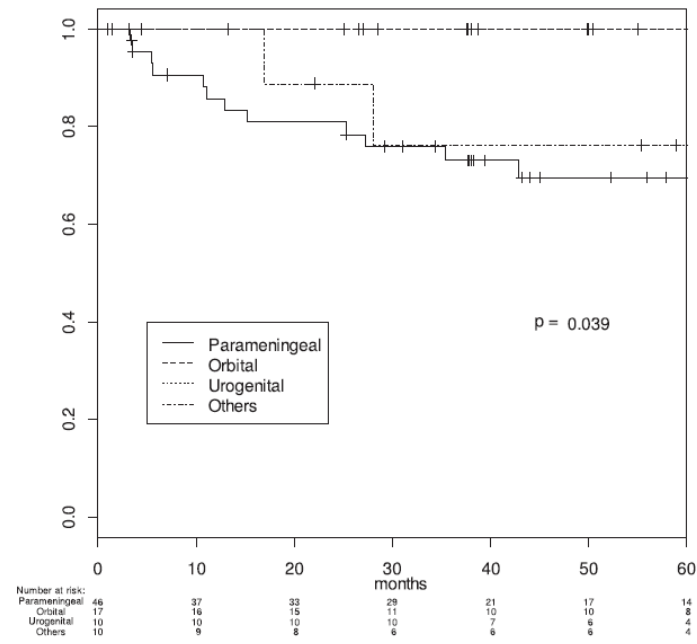 1.0
0.8
0.6
0.4
0.2
0.0
p = 0.039
Parameningeal
Orbital
Urogenital
Others
0 10 20 30 40 50 60
months
Number at risk:
Parameningeal 46 37 33 29 21 17 14
Orbital 17 16 15 11 10 10 8
Urogenital 10 10 10 10 7 6 4
Others 10 9 8 6 6 6 4